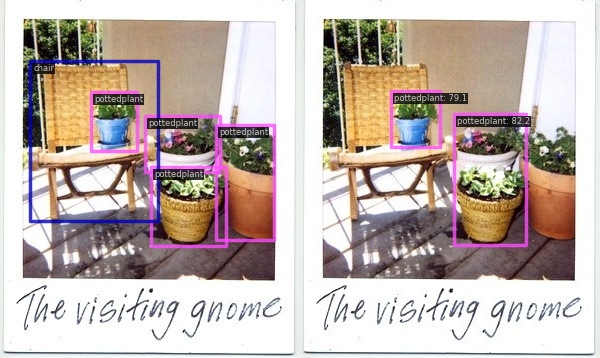 chair
pottedplant
pottedplant
pottedplant
pottedplant
The visiting gnome
pottedplant: 79.1
pottedplant: 82.2
The visiting gnome